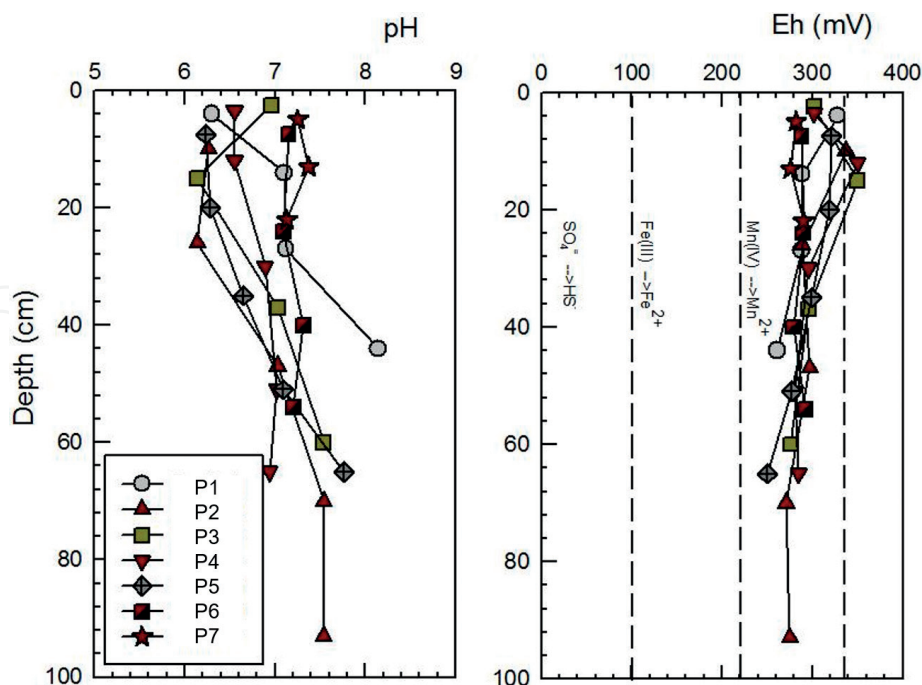 pH
5 6 7 8 9
Eh (mV)
0 100 200 300 400
Depth (cm)
0
20
40
60
80
100
P1
P2
P3
P4
P5
P6
P7
0
20
40
60
80
100
SO₄⁼ -->HS⁻
Fe(III) -->Fe²⁺
Mn(IV) -->Mn²⁺